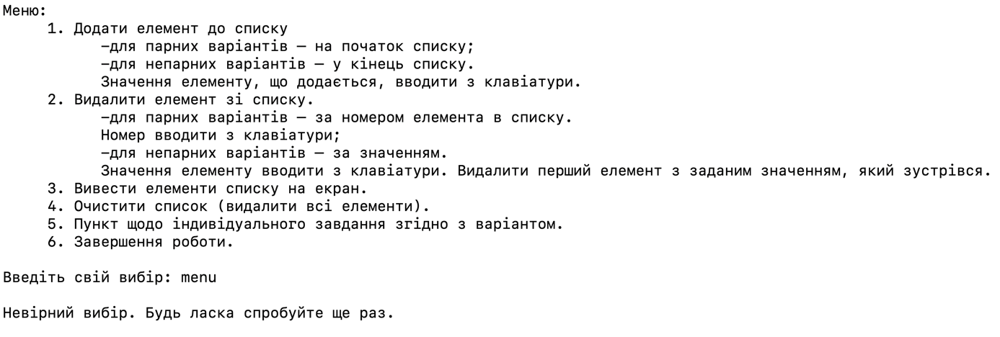 Меню:
1. Додати елемент до списку
–для парних варіантів – на початок списку;
–для непарних варіантів – у кінець списку.
Значення елементу, що додається, вводити з клавіатури.
2. Видалити елемент зі списку.
–для парних варіантів – за номером елемента в списку.
Номер вводити з клавіатури;
–для непарних варіантів – за значенням.
Значення елементу вводити з клавіатури. Видалити перший елемент з заданим значенням, який зустрівся.
3. Вивести елементи списку на екран.
4. Очистити список (видалити всі елементи).
5. Пункт щодо індивідуального завдання згідно з варіантом.
6. Завершення роботи.
Введіть свій вибір: menu
Невірний вибір. Будь ласка спробуйте ще раз.